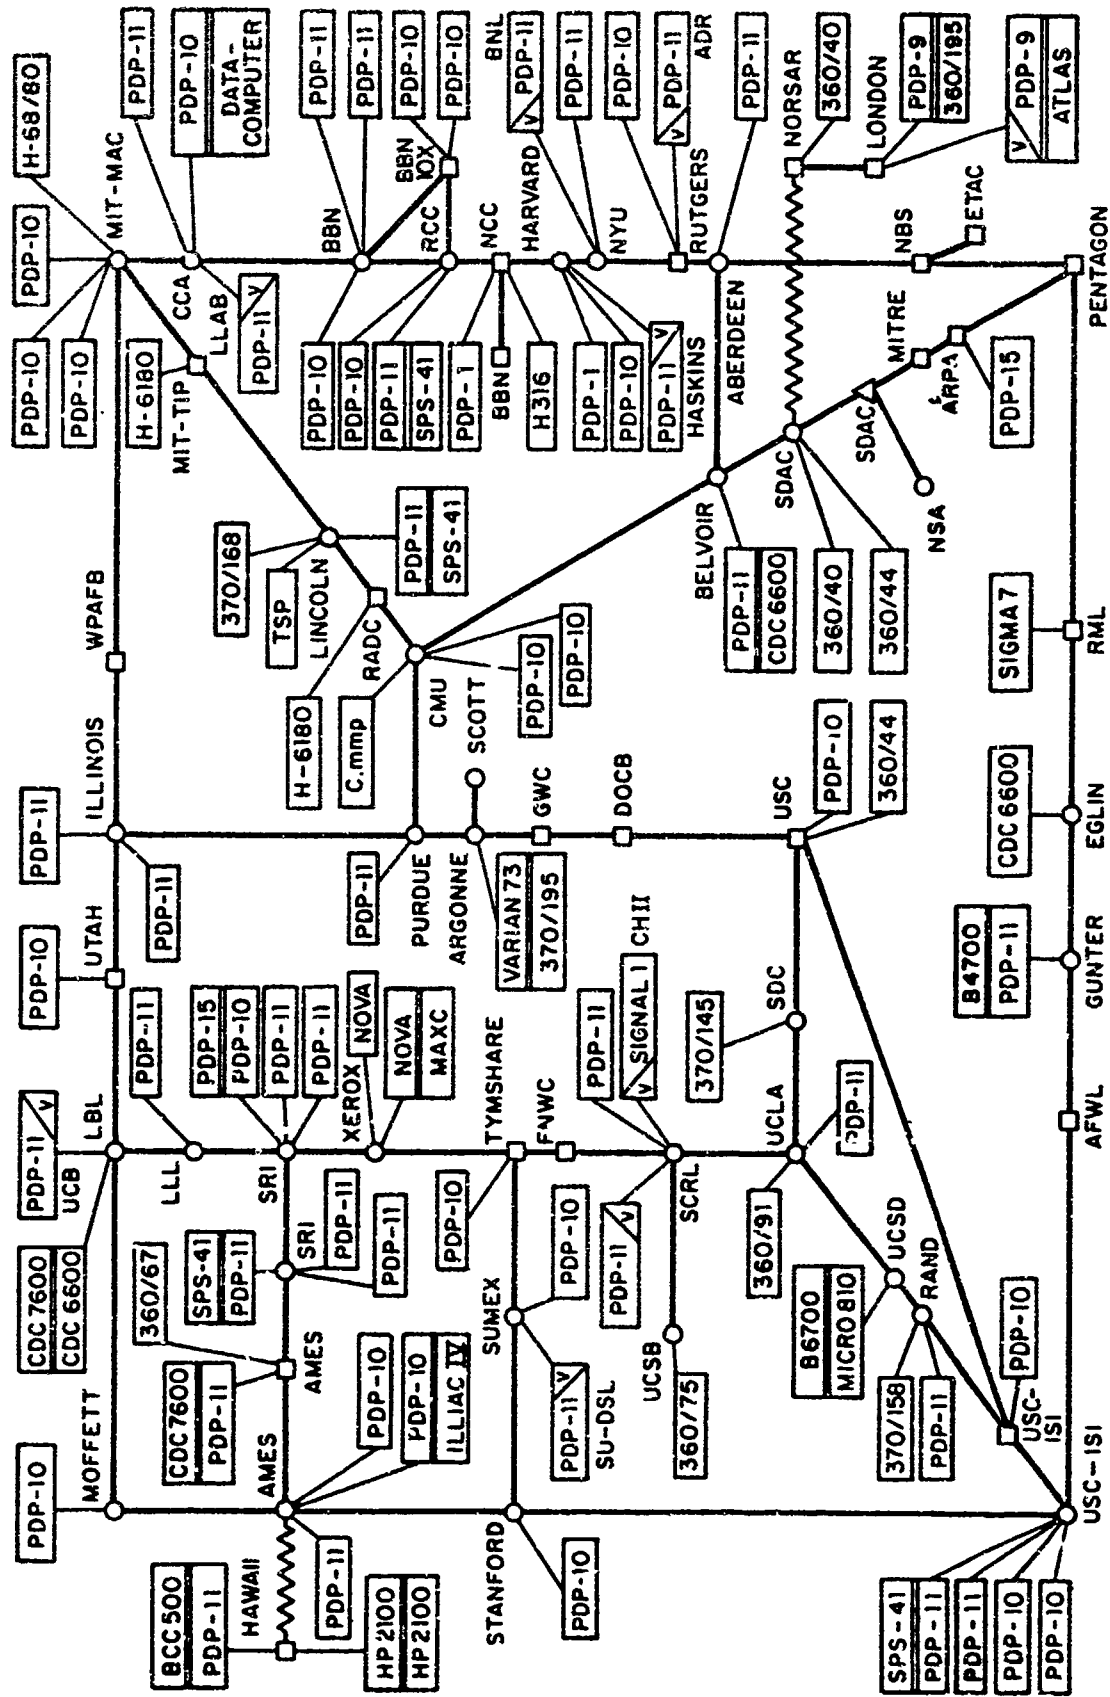 PDP-10
MOFFETT
CDC 7600
CDC 6600
PDP-11
V
UCB
LBL
PDP-10
UTAH
PDP-11
ILLINOIS
PDP-11
WPAFB
PDP-10
PDP-10
PDP-10
H-68/80
MIT-MAC
BCC 500
PDP-11
HAWAII
HP 2100
HP 2100
AMES
PDP-11
PDP-10
PDP-10
ILLIAC IV
CDC 7600
PDP-11
360/67
AMES
SPS-41
PDP-11
SRI
PDP-11
PDP-11
LLL
PDP-11
SRI
PDP-15
PDP-10
PDP-11
PDP-11
XEROX
NOVA
NOVA
MAXC
H-6180
MIT-TIP
LLAB
CCA
PDP-11
V
PDP-11
PDP-10
DATA-
COMPUTER
370/168
TSP
LINCOLN
PDP-11
SPS-41
H-6180
RADC
C.mmp
CMU
PDP-10
PDP-10
PDP-11
PURDUE
PDP-10
BBN
PDP-11
PDP-11
BBN
10X
PDP-10
PDP-10
PDP-10
PDP-11
SPS-41
RCC
PDP-1
NCC
BBN
H316
STANFORD
PDP-10
SUMEX
PDP-10
PDP-11
V
SU-DSL
PDP-10
TYMSHARE
FNWC
ARGONNE
VARIAN 73
370/195
SCOTT
GWC
DOCB
HARVARD
PDP-1
PDP-10
PDP-11
V
HASKINS
BNL
V
PDP-11
PDP-11
NYU
PDP-10
V
PDP-11
ADR
RUTGERS
UCSB
360/75
PDP-11
V
SCRL
PDP-11
V
SIGNAL 1
CHII
370/145
SDC
360/91
UCLA
PDP-11
USC
PDP-10
360/44
BELVOIR
PDP-11
CDC 6600
ABERDEEN
PDP-11
SDAC
360/40
360/44
NORSAR
360/40
LONDON
PDP-9
360/195
V
PDP-9
ATLAS
B6700
MICRO 810
UCSD
370/158
PDP-11
RAND
SDAC
NSA
MITRE
ARPA
PDP-15
NBS
ETAC
USC-
ISI
PDP-10
SPS-41
PDP-11
PDP-11
PDP-10
PDP-10
USC-ISI
AFWL
B4700
PDP-11
GUNTER
CDC 6600
EGLIN
SIGMA 7
RML
PENTAGON